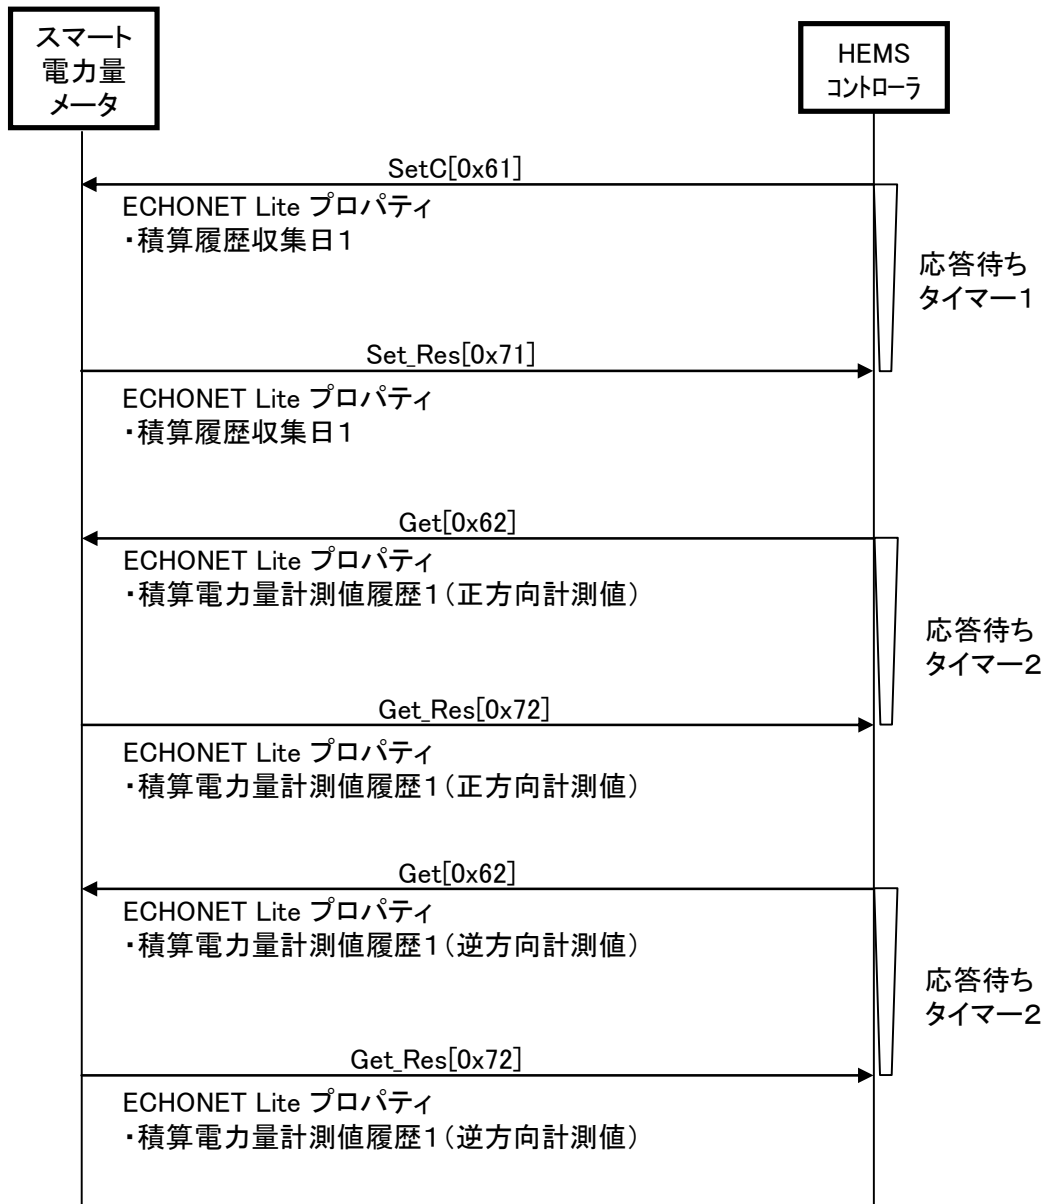 スマート
電力量
メータ
HEMS
コントローラ
SetC[0x61]
ECHONET Lite プロパティ
・積算履歴収集日1
応答待ち
タイマー1
Set_Res[0x71]
ECHONET Lite プロパティ
・積算履歴収集日1
Get[0x62]
ECHONET Lite プロパティ
・積算電力量計測値履歴1(正方向計測値)
応答待ち
タイマー2
Get_Res[0x72]
ECHONET Lite プロパティ
・積算電力量計測値履歴1(正方向計測値)
Get[0x62]
ECHONET Lite プロパティ
・積算電力量計測値履歴1(逆方向計測値)
応答待ち
タイマー2
Get_Res[0x72]
ECHONET Lite プロパティ
・積算電力量計測値履歴1(逆方向計測値)